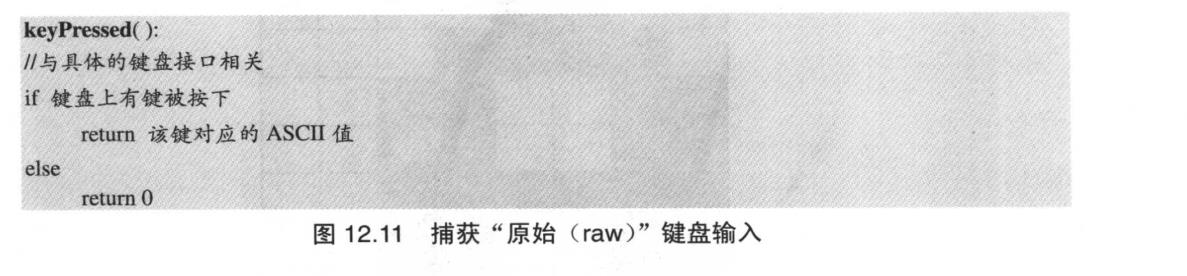 keyPressed( ):
//与具体的键盘接口相关
if 键盘上有键被按下
return 该键对应的 ASCII 值
else
return 0
图 12.11 捕获“原始（raw）”键盘输入